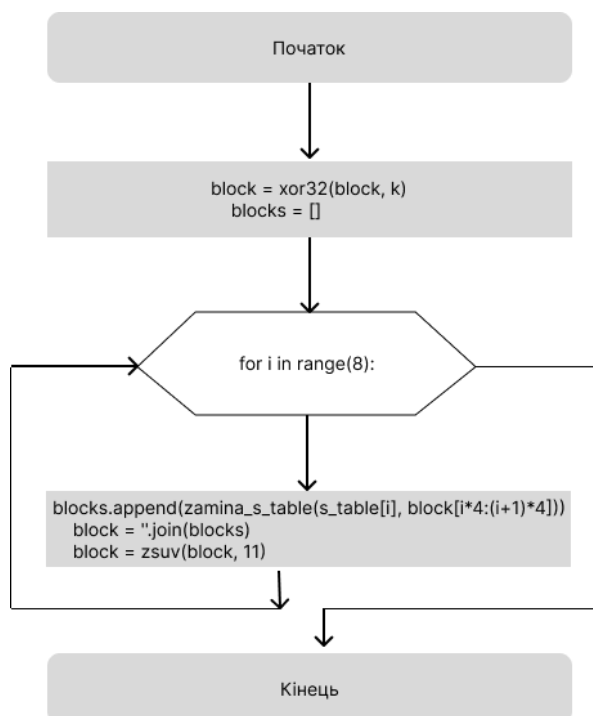 Початок
block = xor32(block, k)
blocks = []
for i in range(8):
blocks.append(zamina_s_table(s_table[i], block[i*4:(i+1)*4]))
block = ''.join(blocks)
block = zsuv(block, 11)
Кінець